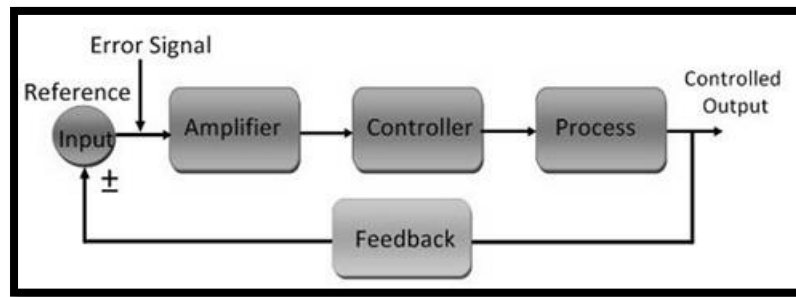 Error Signal
Reference
Input
±
Amplifier
Controller
Process
Controlled
Output
Feedback